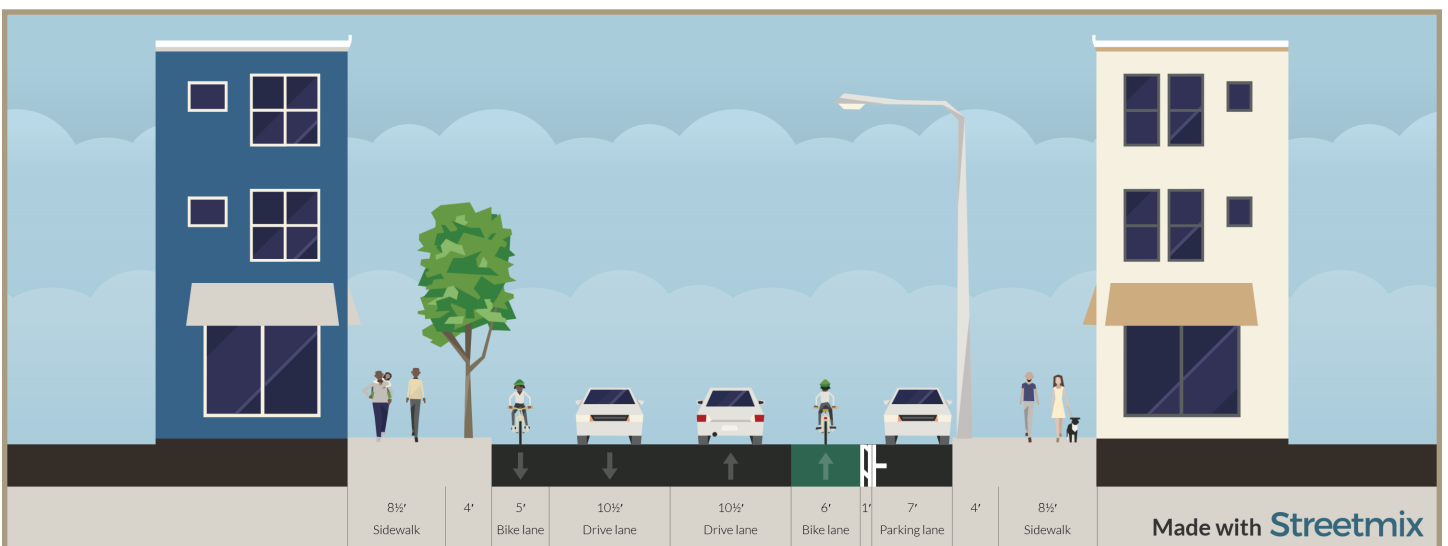 8½′
4′
5′
10½′
10½′
6′
1′
7′
4′
8½′
Sidewalk
Bike lane
Drive lane
Drive lane
Bike lane
Parking lane
Sidewalk
Made with Streetmix